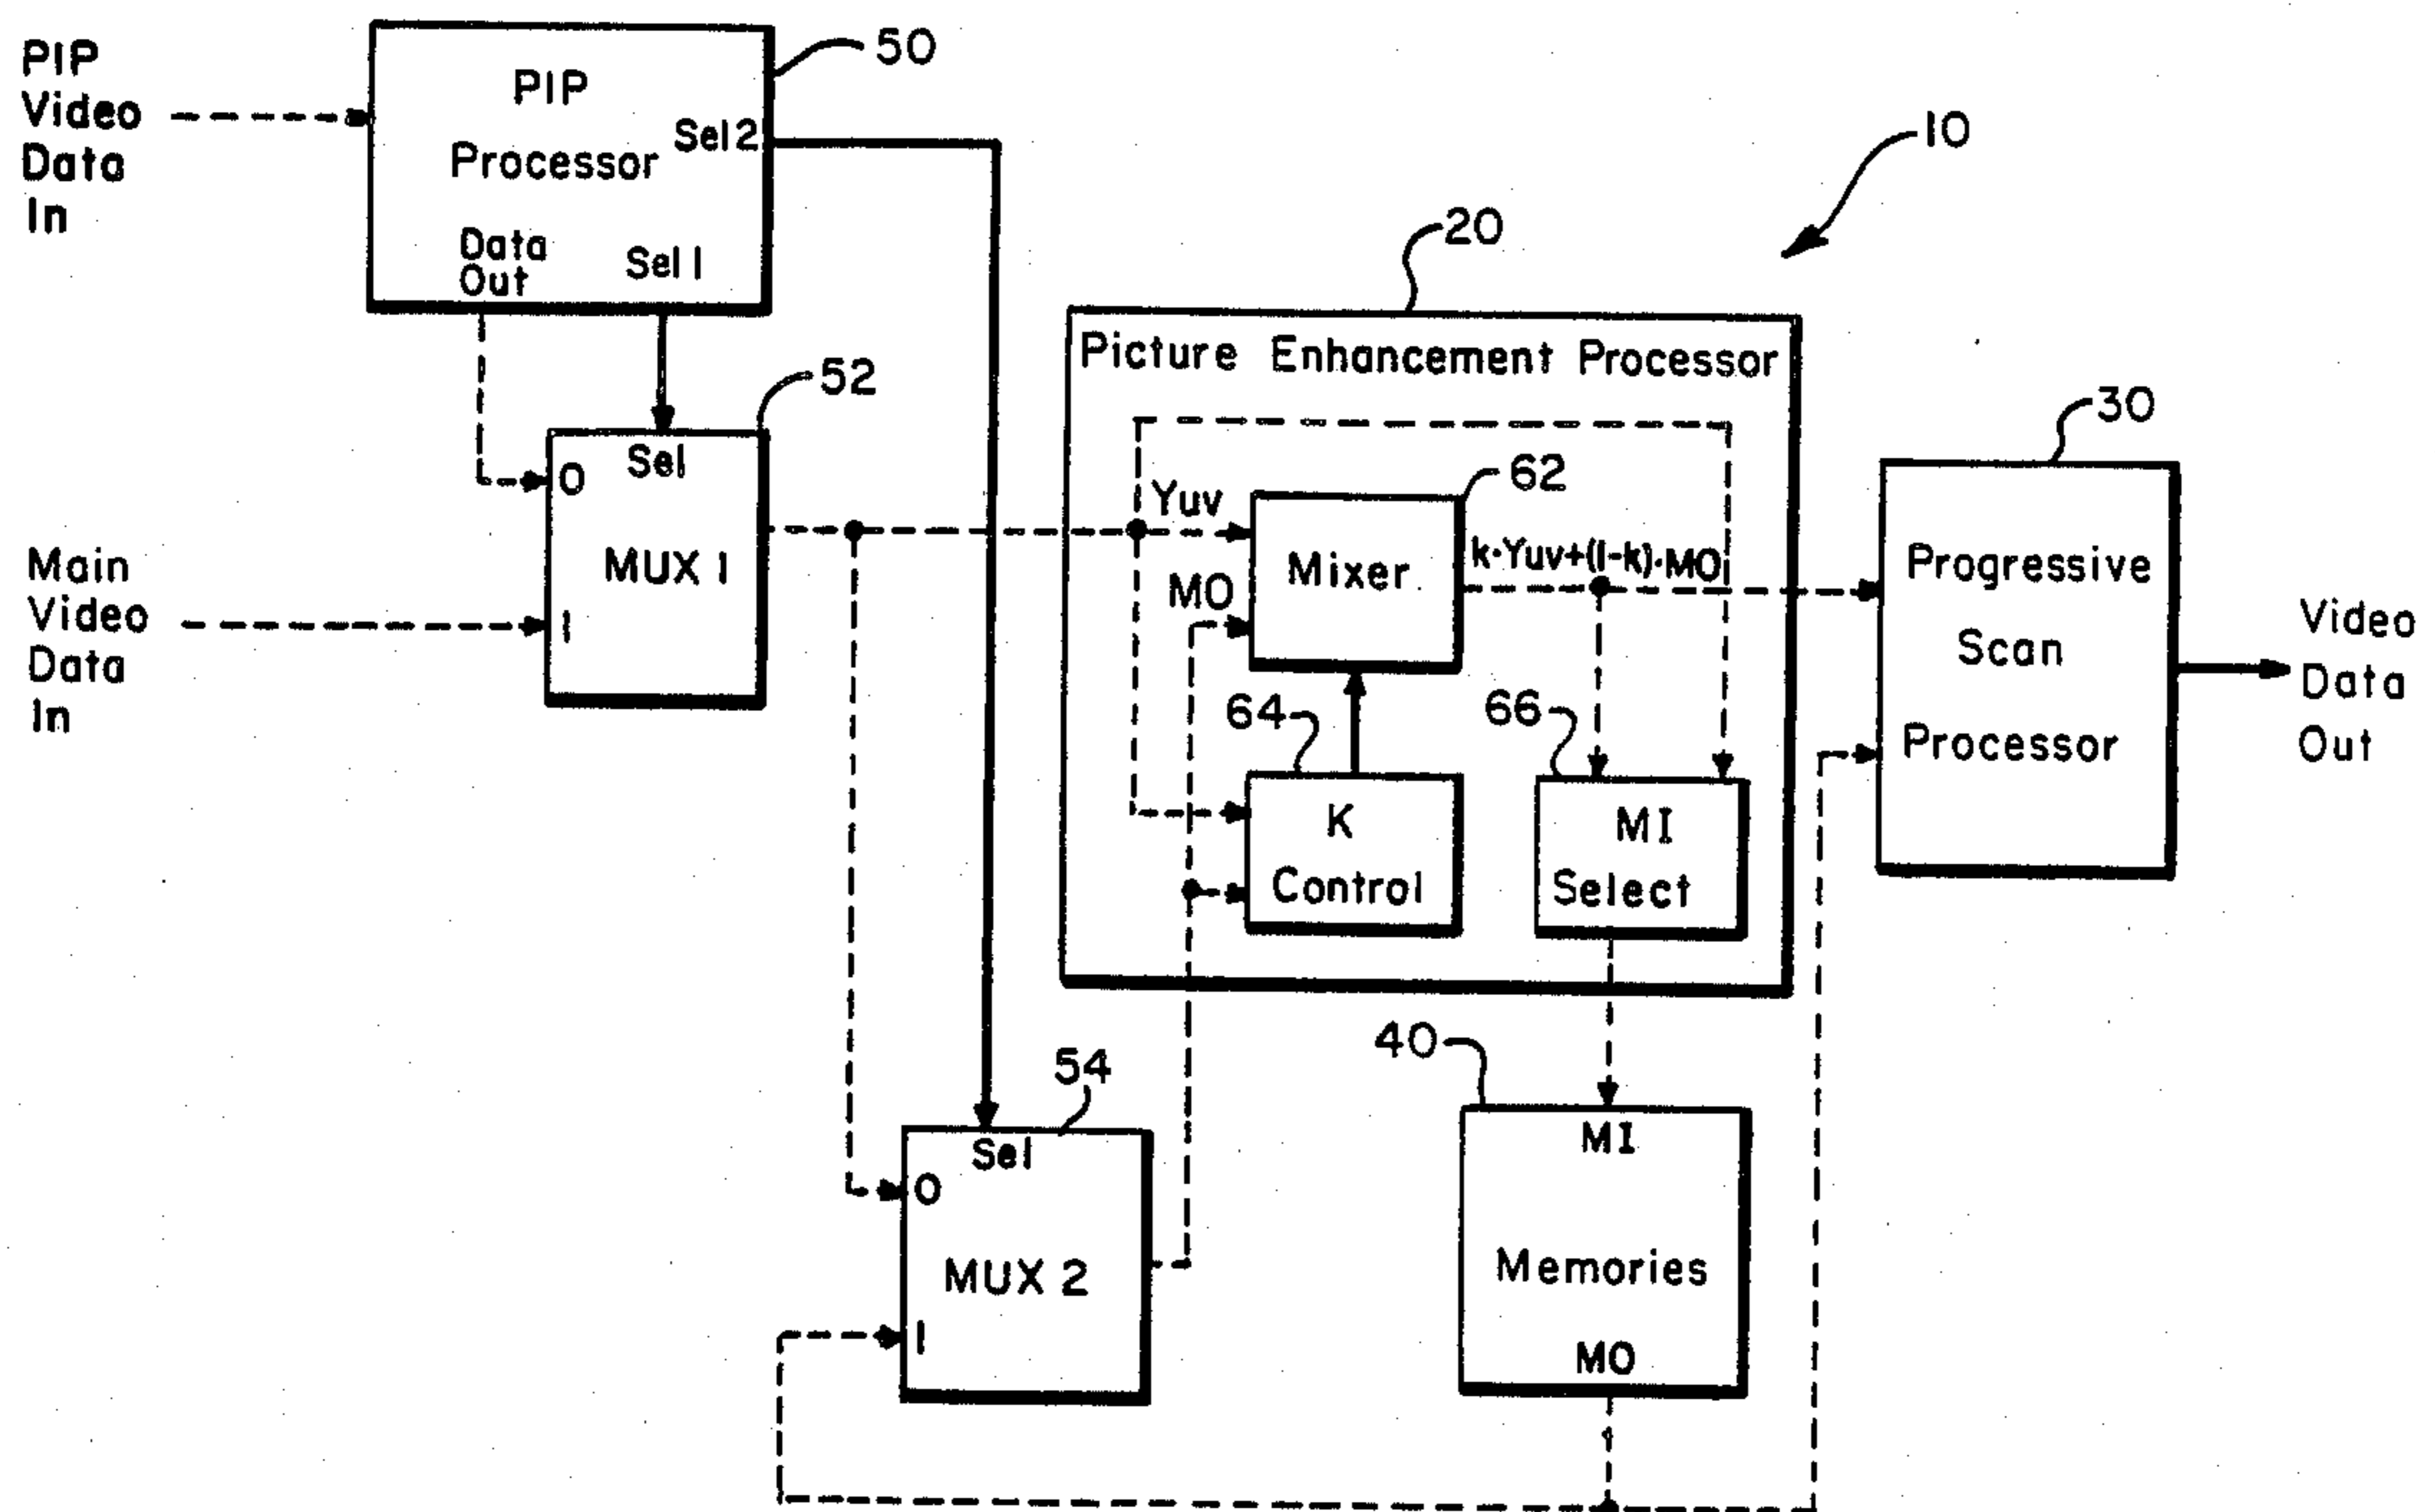 PIP
Video
Data
In
PIP
Processor
Sel2
Data
Out
Sel1
50
10
20
Picture Enhancement Processor
52
Sel
0
MUX 1
1
Main
Video
Data
In
Yuv
MO
62
Mixer
k·Yuv+(1-k)·MO
30
Progressive
Scan
Processor
Video
Data
Out
64
K
Control
66
MI
Select
40
MI
Memories
MO
54
Sel
0
MUX 2
1